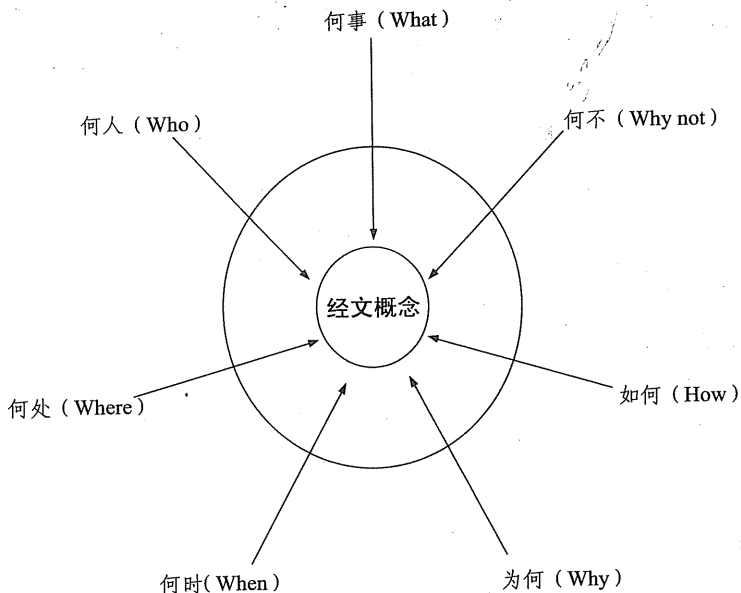 何事（What）
何人（Who）
何不（Why not）
经文概念
何处（Where）
如何（How）
何时(When)
为何（Why）